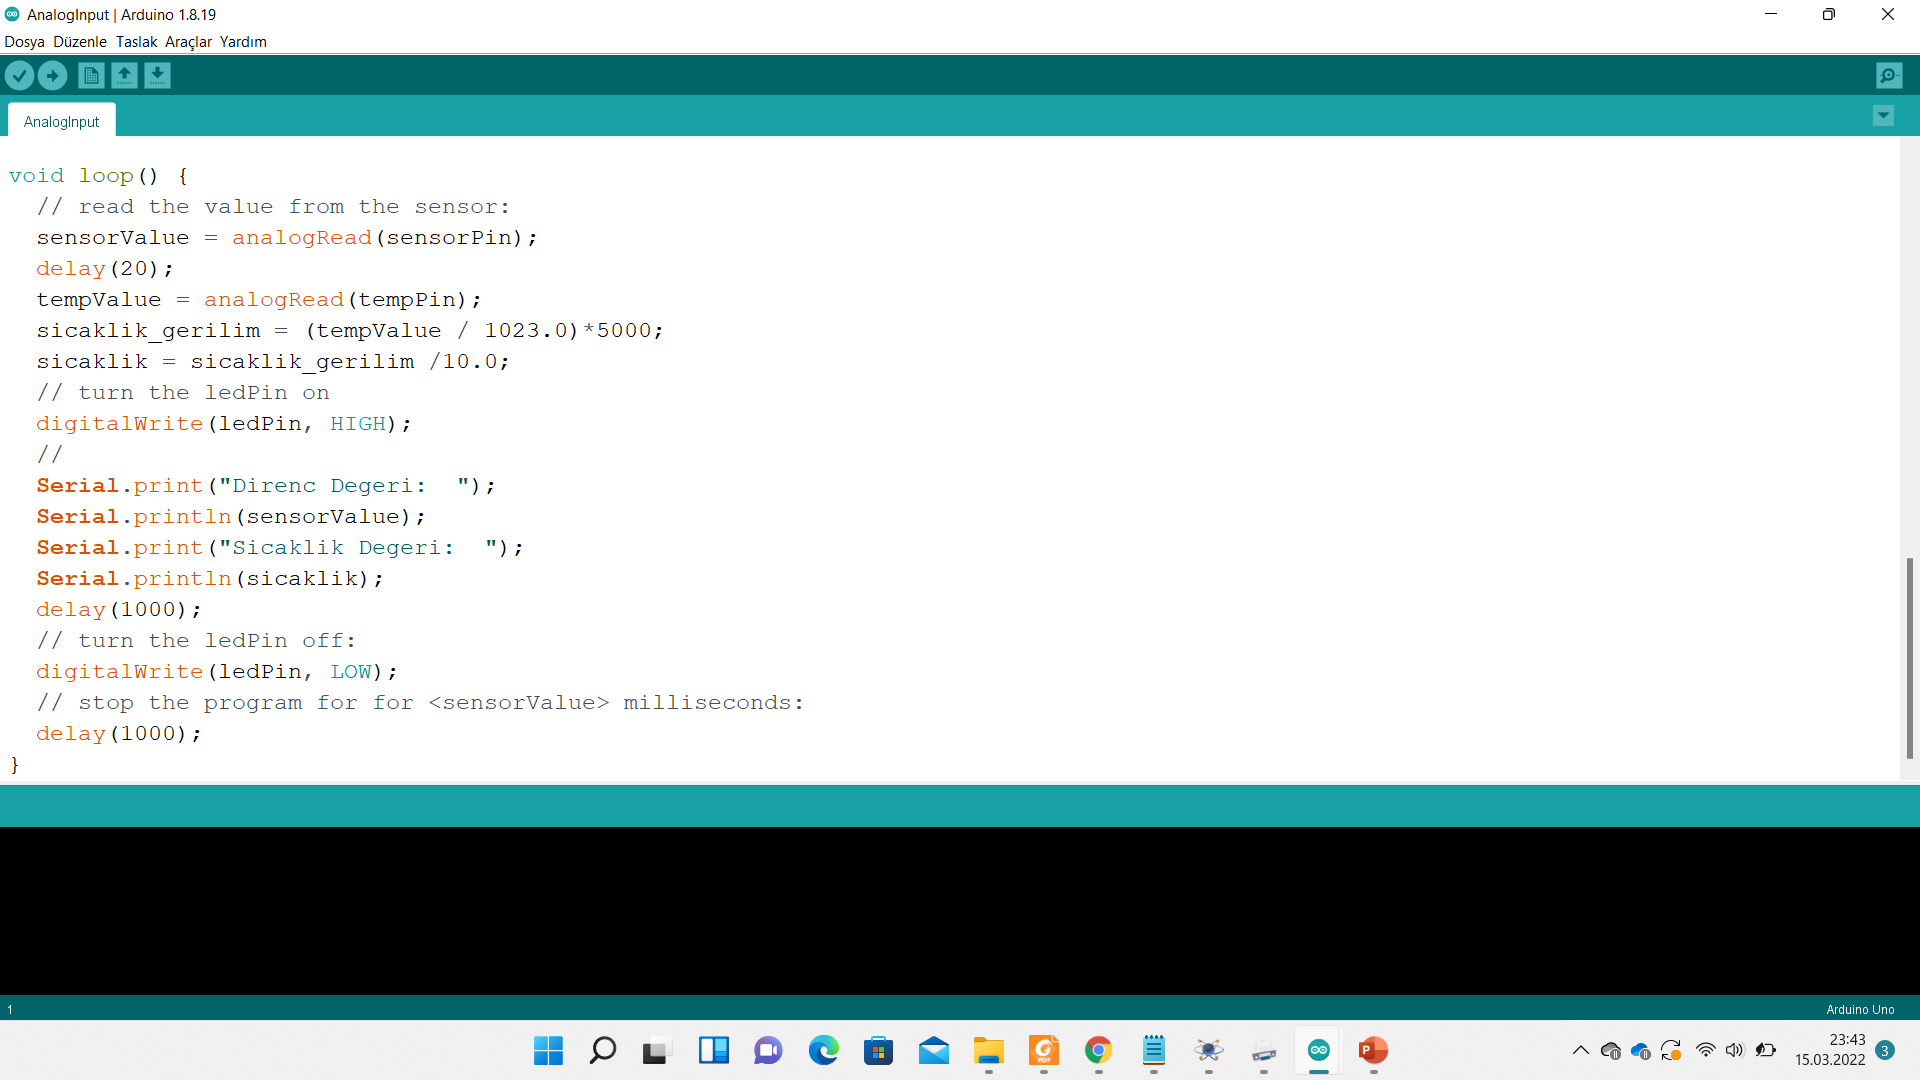 AnalogInput | Arduino 1.8.19
Dosya Düzenle Taslak Araçlar Yardım
AnalogInput
void loop() {
  // read the value from the sensor:
  sensorValue = analogRead(sensorPin);
  delay(20);
  tempValue = analogRead(tempPin);
  sicaklik_gerilim = (tempValue / 1023.0)*5000;
  sicaklik = sicaklik_gerilim /10.0;
  // turn the ledPin on
  digitalWrite(ledPin, HIGH);
  //
  Serial.print("Direnc Degeri:  ");
  Serial.println(sensorValue);
  Serial.print("Sicaklik Degeri:  ");
  Serial.println(sicaklik);
  delay(1000);
  // turn the ledPin off:
  digitalWrite(ledPin, LOW);
  // stop the program for for <sensorValue> milliseconds:
  delay(1000);
}
1
Arduino Uno
PDF
P
23:43
15.03.2022
3